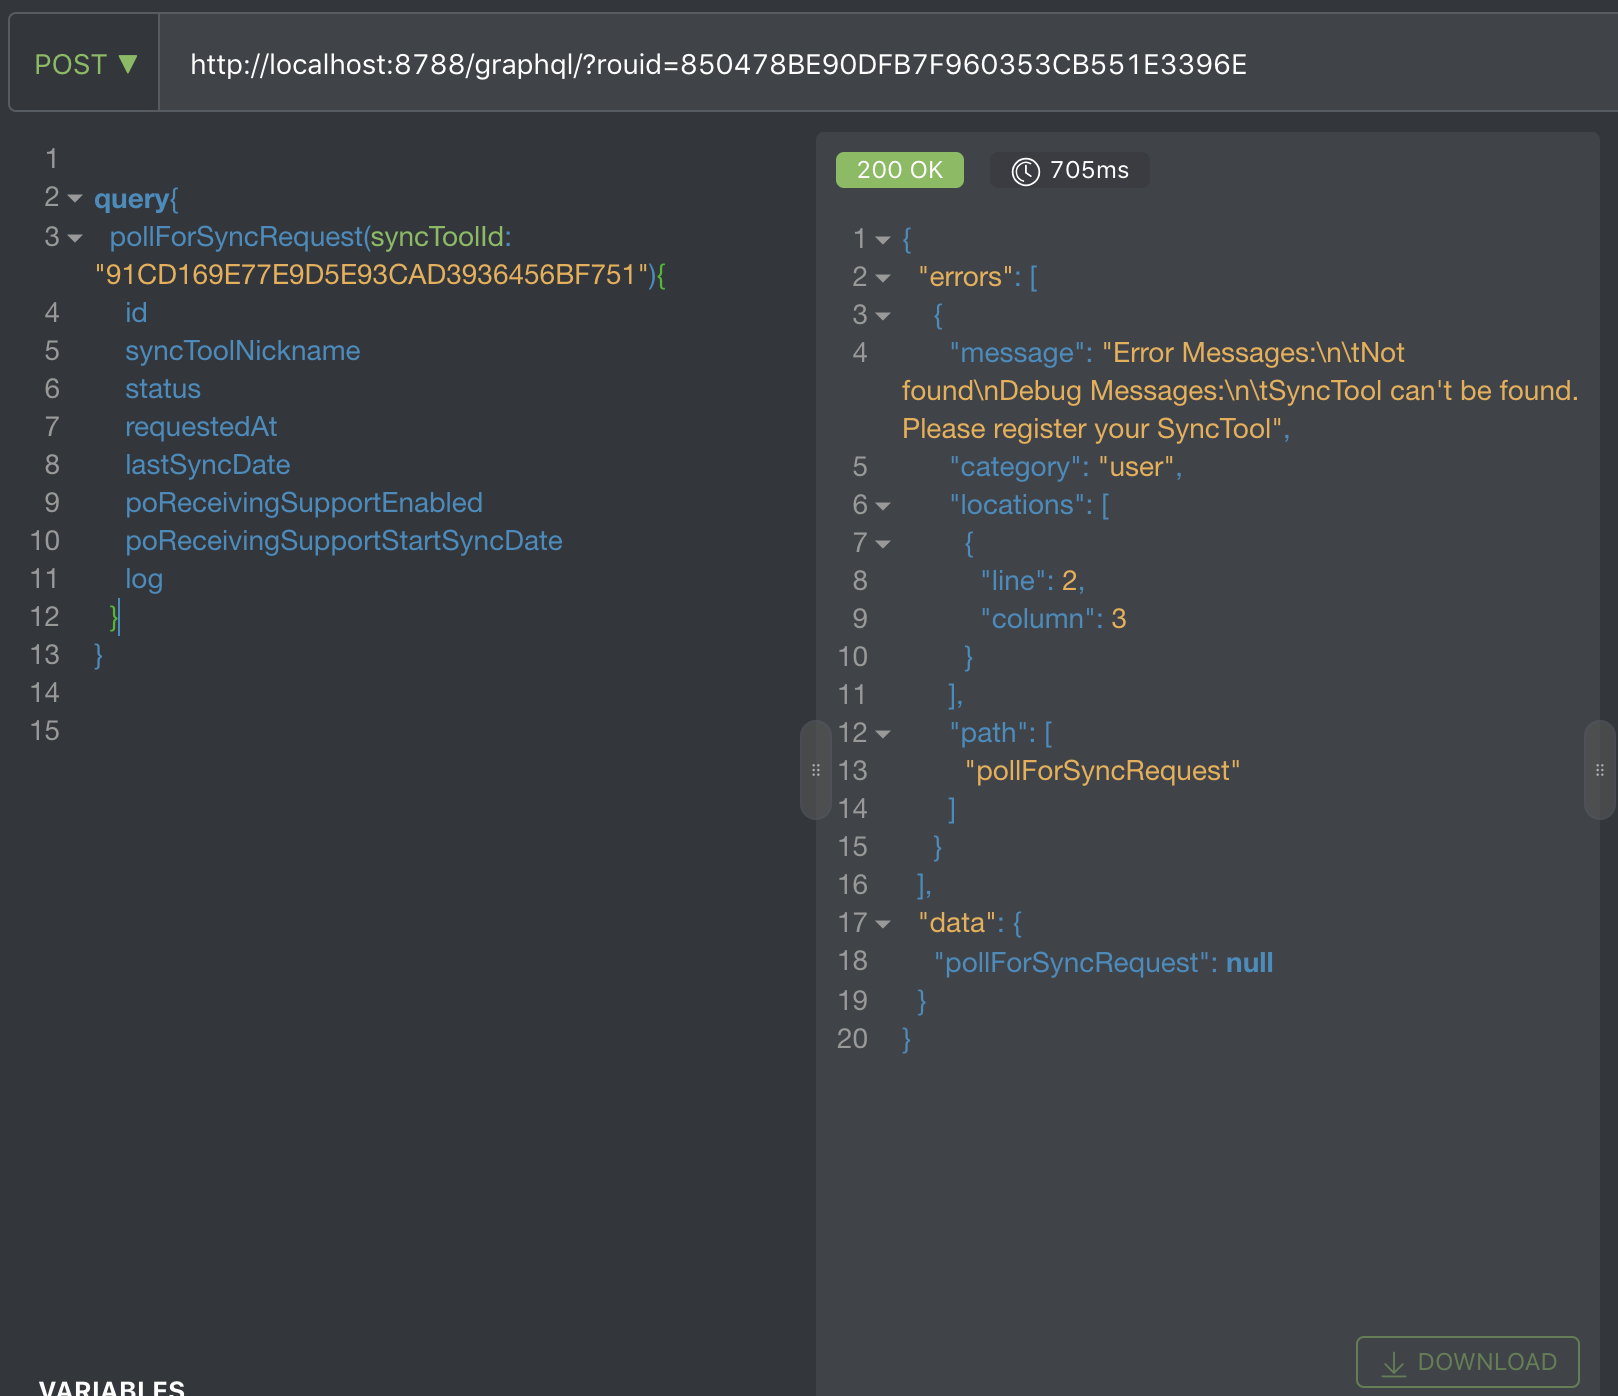 POST ▼ http://localhost:8788/graphql/?rouid=850478BE90DFB7F960353CB551E3396E
1
2 query{
3 pollForSyncRequest(syncToolId:
"91CD169E77E9D5E93CAD3936456BF751"){
4 id
5 syncToolNickname
6 status
7 requestedAt
8 lastSyncDate
9 poReceivingSupportEnabled
10 poReceivingSupportStartSyncDate
11 log
12 }
13 }
14
15
VARIABLES
200 OK 705ms
1 {
2 "errors": [
3 {
4 "message": "Error Messages:\n\tNot
found\nDebug Messages:\n\tSyncTool can't be found.
Please register your SyncTool",
5 "category": "user",
6 "locations": [
7 {
8 "line": 2,
9 "column": 3
10 }
11 ],
12 "path": [
13 "pollForSyncRequest"
14 ]
15 }
16 ],
17 "data": {
18 "pollForSyncRequest": null
19 }
20 }
DOWNLOAD